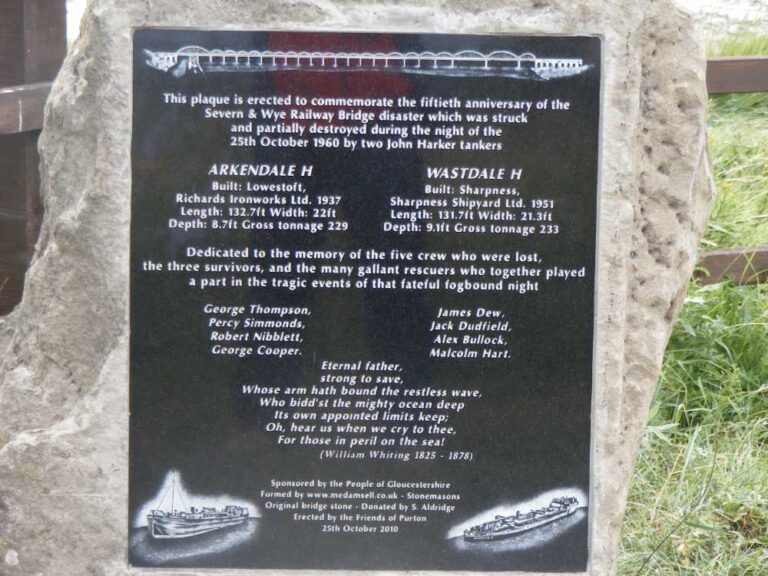 This plaque is erected to commemorate the fiftieth anniversary of the
Severn & Wye Railway Bridge disaster which was struck
and partially destroyed during the night of the
25th October 1960 by two John Harker tankers
ARKENDALE H
Built: Lowestoft,
Richards Ironworks Ltd. 1937
Length: 132.7ft Width: 22ft
Depth: 8.7ft Gross tonnage 229
WASTDALE H
Built: Sharpness,
Sharpness Shipyard Ltd. 1951
Length: 131.7ft Width: 21.3ft
Depth: 9.1ft Gross tonnage 233
Dedicated to the memory of the five crew who were lost,
the three survivors, and the many gallant rescuers who together played
a part in the tragic events of that fateful fogbound night
George Thompson,
Percy Simmonds,
Robert Nibblett,
George Cooper.
James Dew,
Jack Dudfield,
Alex Bullock,
Malcolm Hart.
Eternal father,
strong to save,
Whose arm hath bound the restless wave,
Who bidd'st the mighty ocean deep
Its own appointed limits keep;
Oh, hear us when we cry to thee,
For those in peril on the sea!
(William Whiring 1825 - 1878)
Sponsored by the People of Gloucestershire
Formed by www.medamsell.co.uk - Stonemasons
Original bridge stone - Donated by S. Aldridge
Erected by the Friends of Purton
25th October 2010